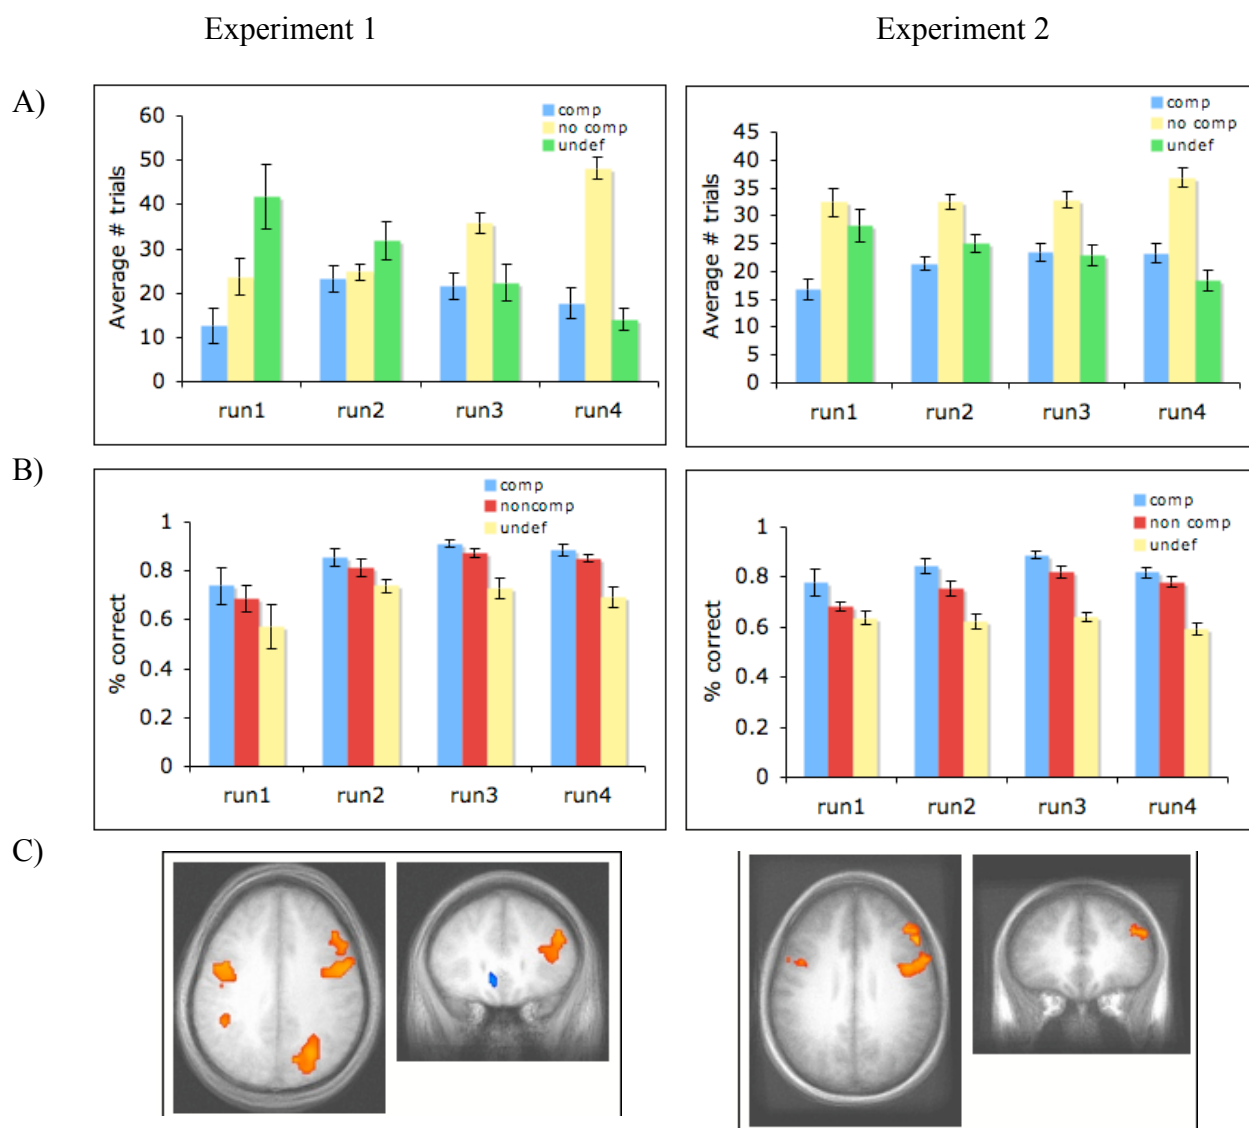 Experiment 1
Experiment 2
A)
comp
no comp
undef
Average # trials
60
50
40
30
20
10
0
run1 run2 run3 run4
comp
no comp
undef
Average # trials
45
40
35
30
25
20
15
10
5
0
run1 run2 run3 run4
B)
comp
noncomp
undef
% correct
1
0.8
0.6
0.4
0.2
0
run1 run2 run3 run4
comp
non comp
undef
% correct
1
0.8
0.6
0.4
0.2
0
run1 run2 run3 run4
C)